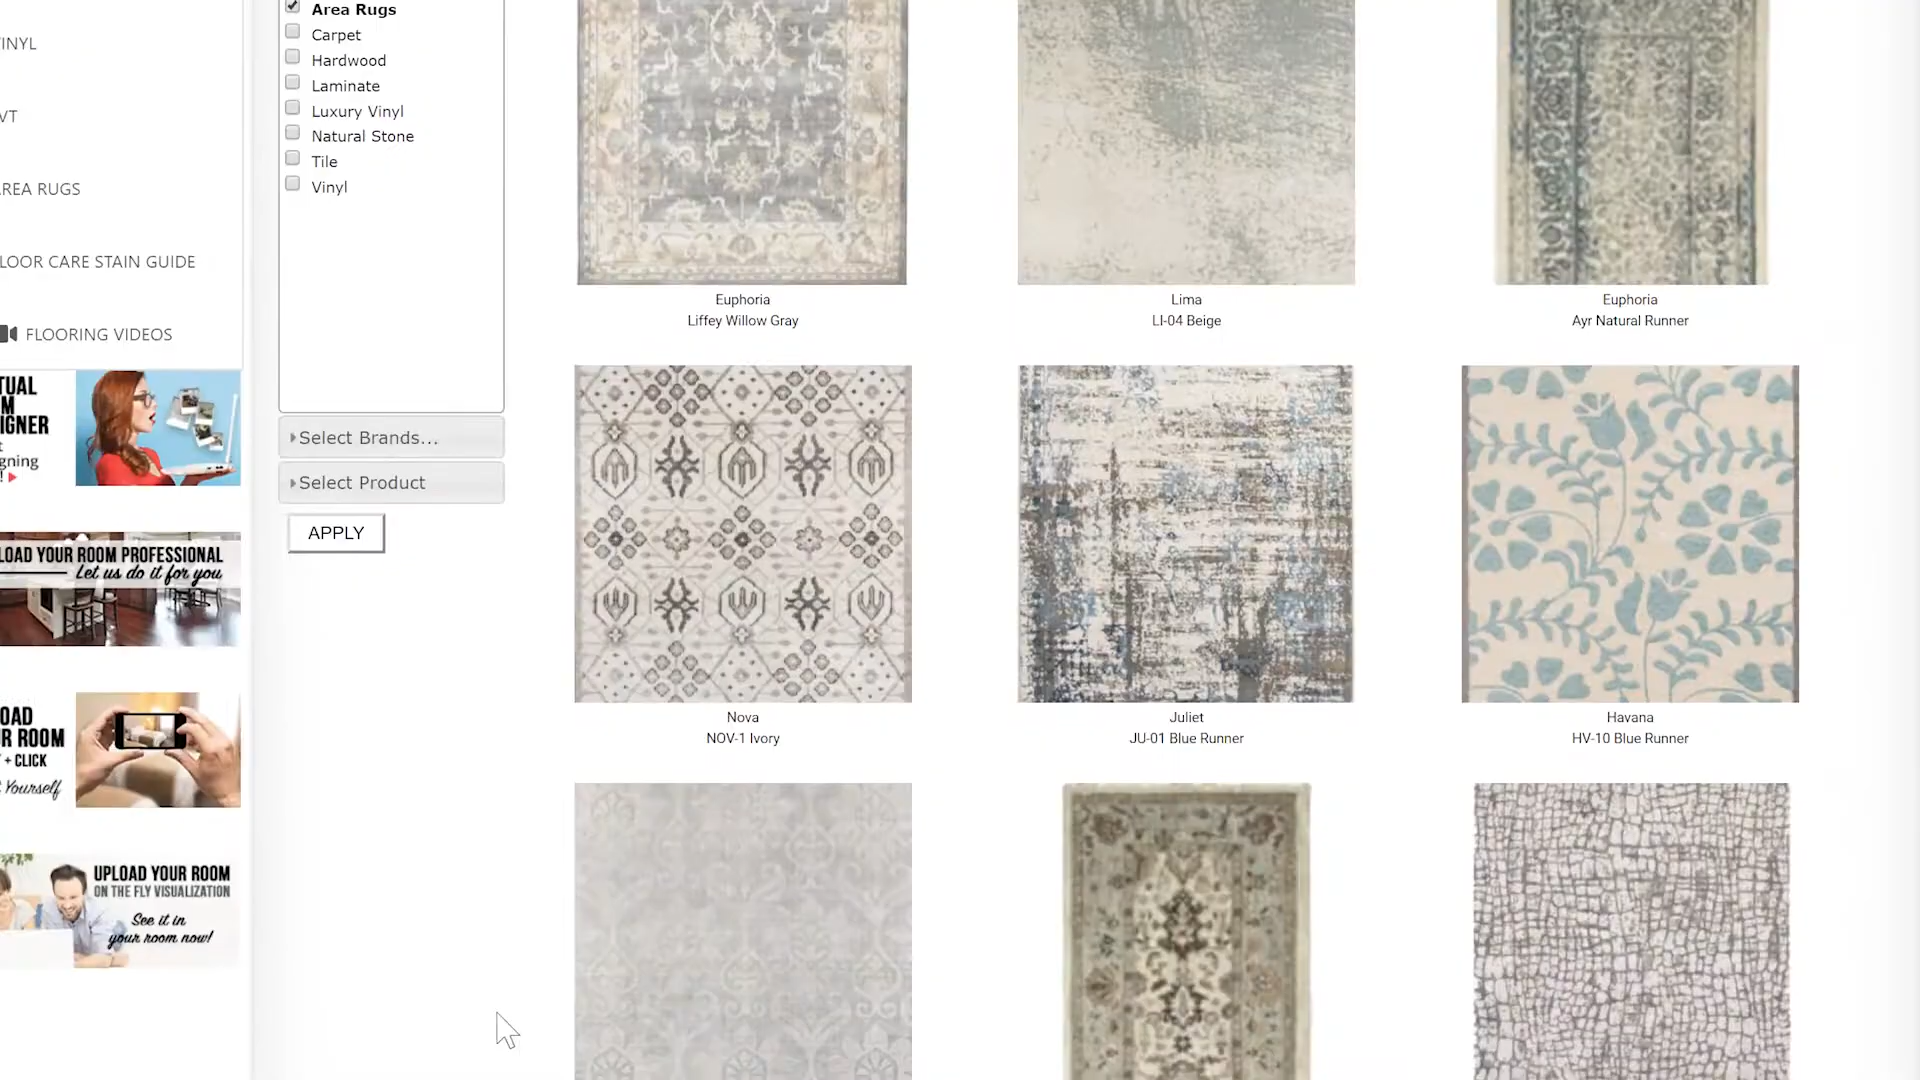 INYL
VT
REA RUGS
LOOR CARE STAIN GUIDE
FLOORING VIDEOS
TUAL
M
IGNER
t
gning
!
LOAD YOUR ROOM PROFESSIONAL
Let us do it for you
OAD
R ROOM
+ CLICK
t Yourself
UPLOAD YOUR ROOM
ON THE FLY VISUALIZATION
See it in
your room now!
Area Rugs
Carpet
Hardwood
Laminate
Luxury Vinyl
Natural Stone
Tile
Vinyl
Select Brands...
Select Product
APPLY
Euphoria
Liffey Willow Gray
Lima
LI-04 Beige
Euphoria
Ayr Natural Runner
Nova
NOV-1 Ivory
Juliet
JU-01 Blue Runner
Havana
HV-10 Blue Runner